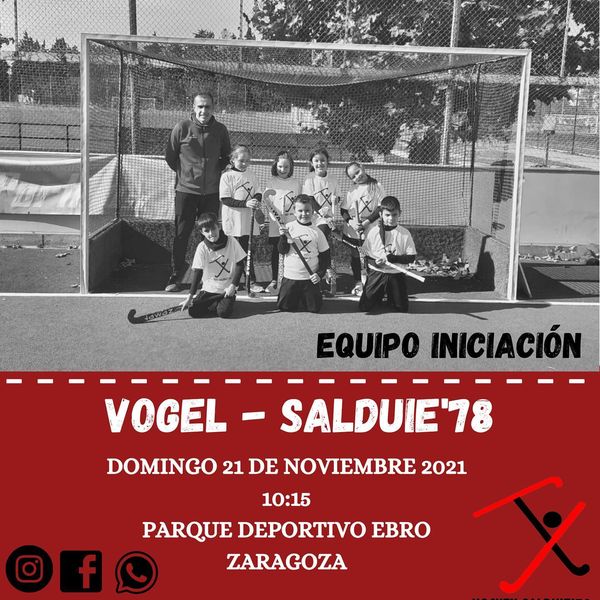 EQUIPO INICIACIÓN
VOGEL - SALDUIE'78
DOMINGO 21 DE NOVIEMBRE 2021
10:15
PARQUE DEPORTIVO EBRO
ZARAGOZA